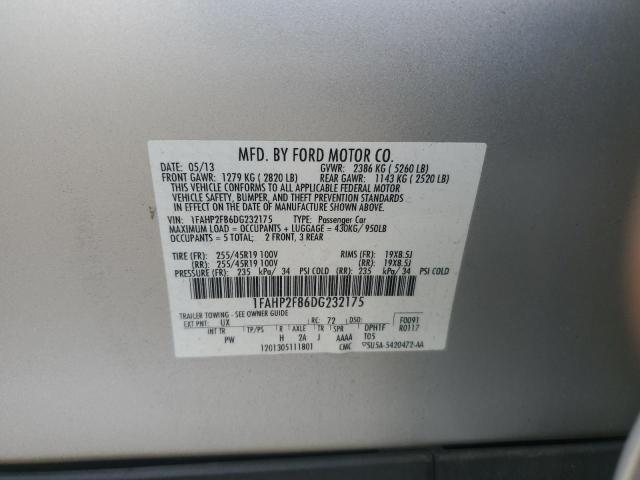 MFD. BY FORD MOTOR CO.
DATE: 05/13 GVWR: 2386 KG ( 5260 LB)
FRONT GAWR: 1279 KG ( 2820 LB) REAR GAWR: 1143 KG ( 2520 LB)
THIS VEHICLE CONFORMS TO ALL APPLICABLE FEDERAL MOTOR
VEHICLE SAFETY, BUMPER, AND THEFT PREVENTION STANDARDS
IN EFFECT ON THE DATE OF MANUFACTURE SHOWN ABOVE.
VIN: 1FAHP2F86DG232175 TYPE: Passenger Car
MAXIMUM LOAD = OCCUPANTS + LUGGAGE = 430KG/ 950LB
OCCUPANTS = 5 TOTAL: 2 FRONT, 3 REAR
TIRE (FR): 255/45R19 100V RIMS (FR): 19X8.5J
(RR): 255/45R19 100V (RR): 19X8.5J
PRESSURE (FR): 235 kPa/ 34 PSI COLD (RR) 235 kPa/ 34 PSI COLD
1FAHP2F86DG232175
TRAILER TOWING - SEE OWNER GUIDE
EXT PNT: UX RC: 72 DSO: F0091
INT TR TP/PS R AXLE TR SPR DPH1F R0117
PW H 2A J AAAA T05
1201305111801 CMC 5U5A-5420472-AA